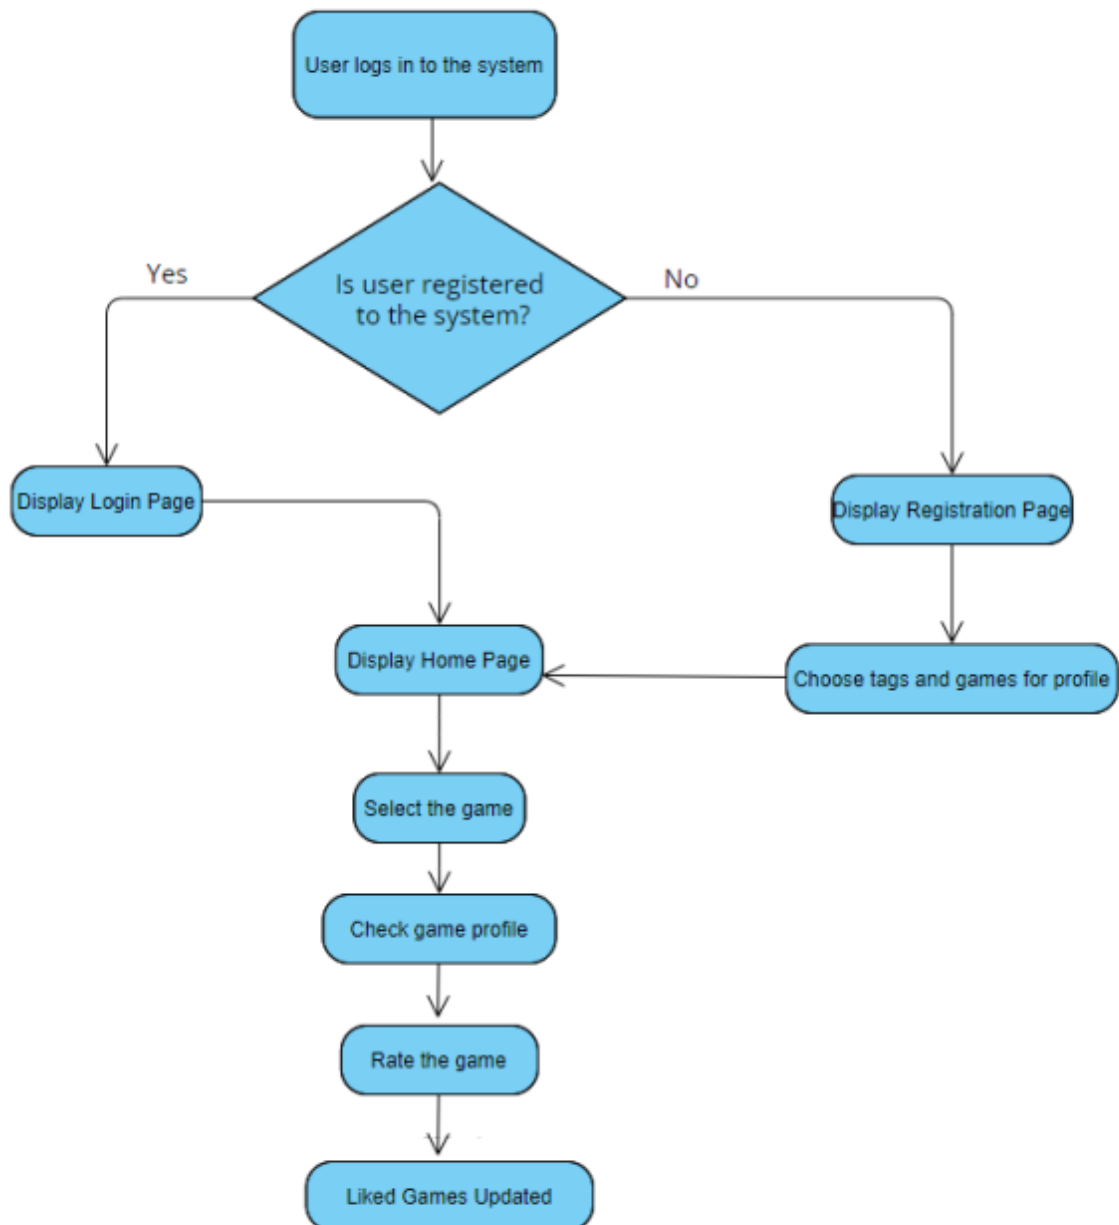 User logs in to the system
Yes
No
Is user registered
to the system?
Display Login Page
Display Registration Page
Display Home Page
Choose tags and games for profile
Select the game
Check game profile
Rate the game
Liked Games Updated